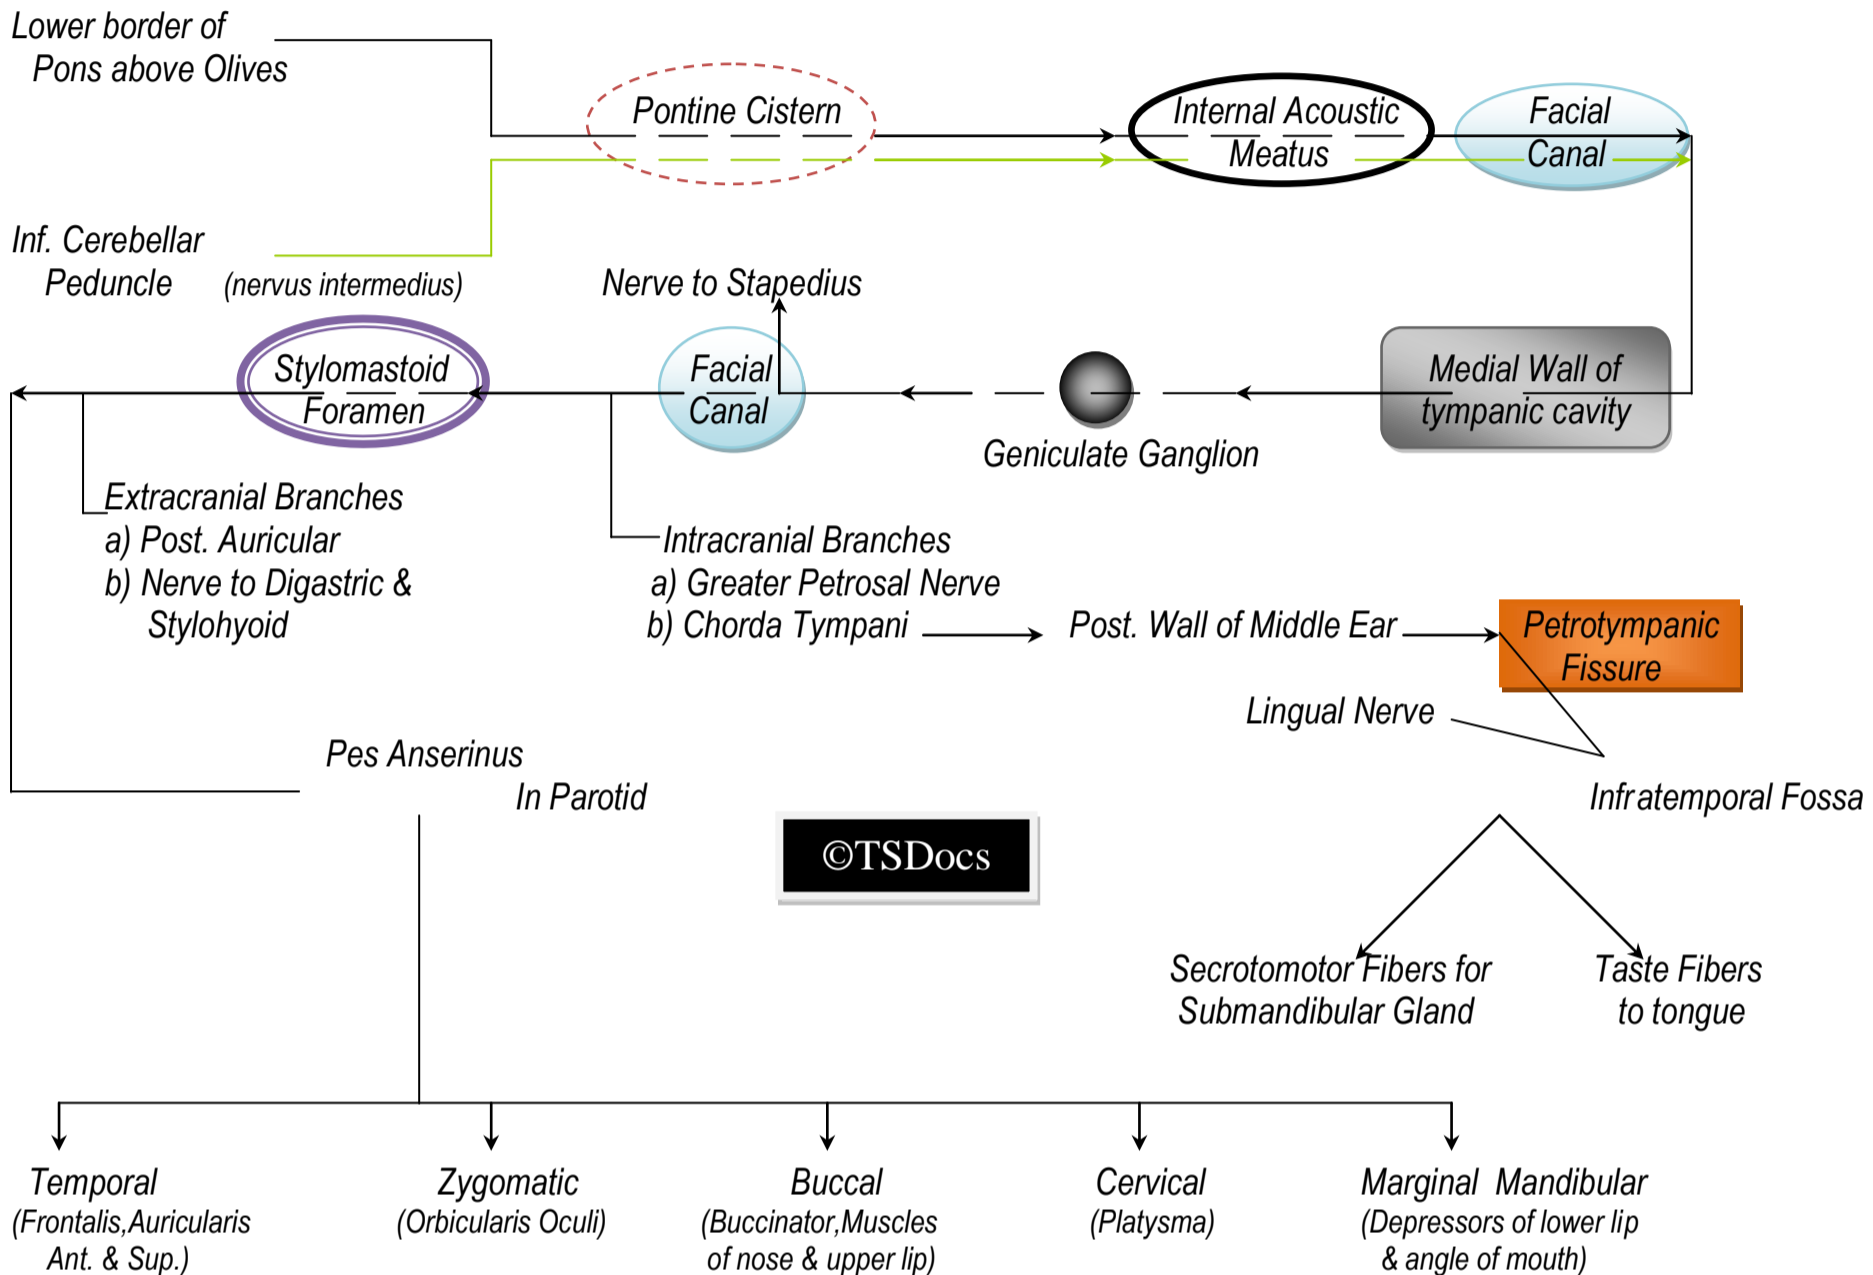 Lower border of
Pons above Olives
Pontine Cistern
Internal Acoustic
Meatus
Facial
Canal
Inf. Cerebellar
Peduncle
(nervus intermedius)
Nerve to Stapedius
Stylomastoid
Foramen
Facial
Canal
Geniculate Ganglion
Medial Wall of
tympanic cavity
Extracranial Branches
a) Post. Auricular
b) Nerve to Digastric &
Stylohyoid
Intracranial Branches
a) Greater Petrosal Nerve
b) Chorda Tympani
Post. Wall of Middle Ear
Petrotympanic
Fissure
Lingual Nerve
Infratemporal Fossa
Pes Anserinus
In Parotid
©TSDocs
Secrotomotor Fibers for
Submandibular Gland
Taste Fibers
to tongue
Temporal
(Frontalis,Auricularis
Ant. & Sup.)
Zygomatic
(Orbicularis Oculi)
Buccal
(Buccinator,Muscles
of nose & upper lip)
Cervical
(Platysma)
Marginal Mandibular
(Depressors of lower lip
& angle of mouth)